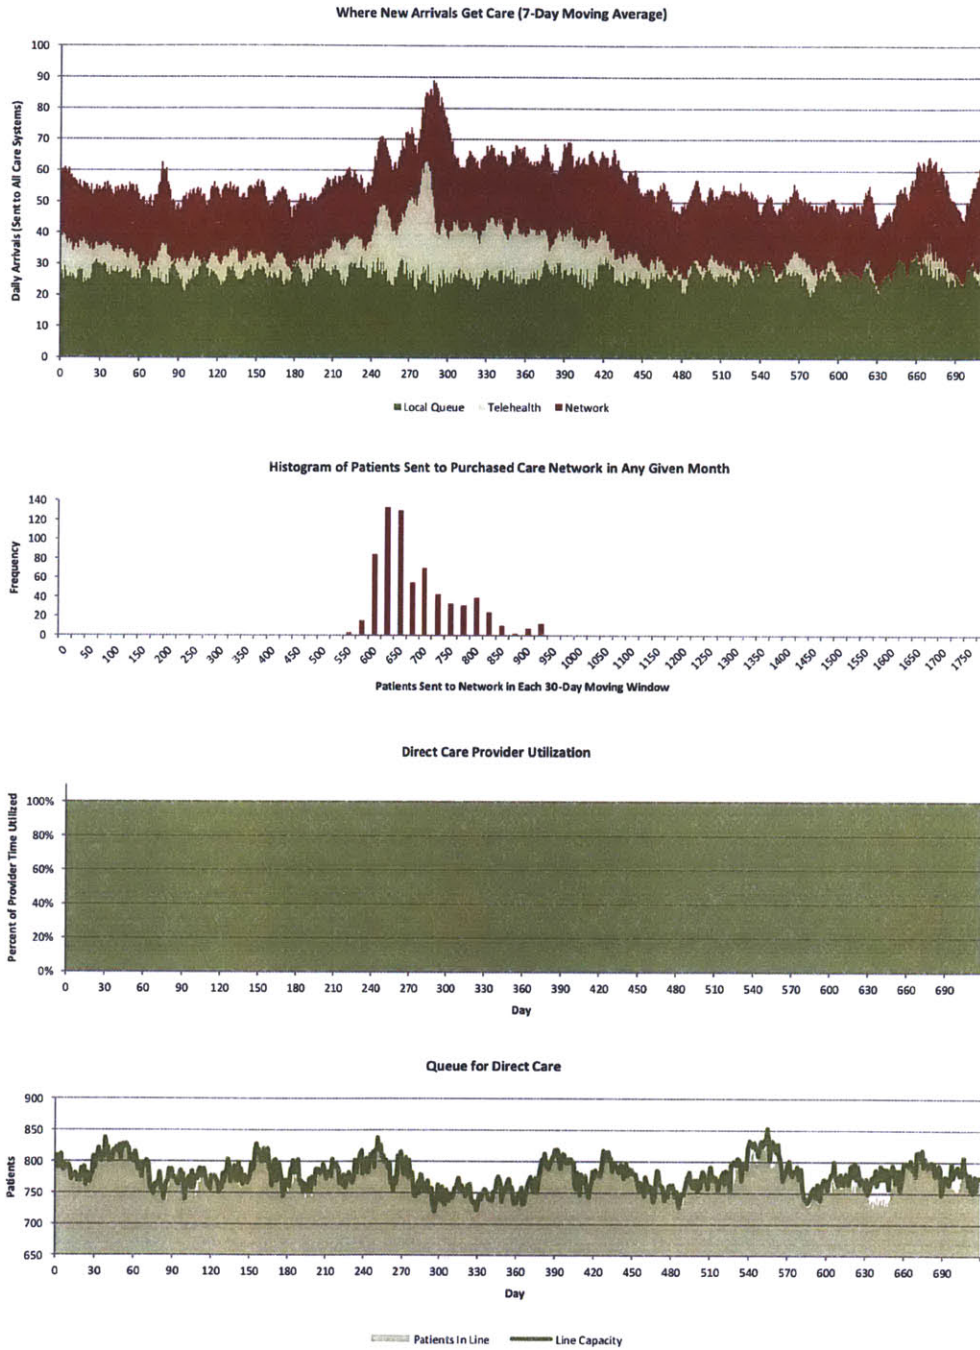 Where New Arrivals Get Care (7-Day Moving Average)
Daily Arrivals (Sent to All Care Systems)
100
90
80
70
60
50
40
30
20
10
0
0 30 60 90 120 150 180 210 240 270 300 330 360 390 420 450 480 510 540 570 600 630 660 690
Local Queue Telehealth Network
Histogram of Patients Sent to Purchased Care Network in Any Given Month
Frequency
140
120
100
80
60
40
20
0
0 50 100 150 200 250 300 350 400 450 500 550 600 650 700 750 800 850 900 950 1000 1050 1100 1150 1200 1250 1300 1350 1400 1450 1500 1550 1600 1650 1700 1750
Patients Sent to Network in Each 30-Day Moving Window
Direct Care Provider Utilization
Percent of Provider Time Utilized
100%
80%
60%
40%
20%
0%
0 30 60 90 120 150 180 210 240 270 300 330 360 390 420 450 480 510 540 570 600 630 660 690
Day
Queue for Direct Care
Patients
900
850
800
750
700
650
0 30 60 90 120 150 180 210 240 270 300 330 360 390 420 450 480 510 540 570 600 630 660 690
Day
Patients In Line Line Capacity